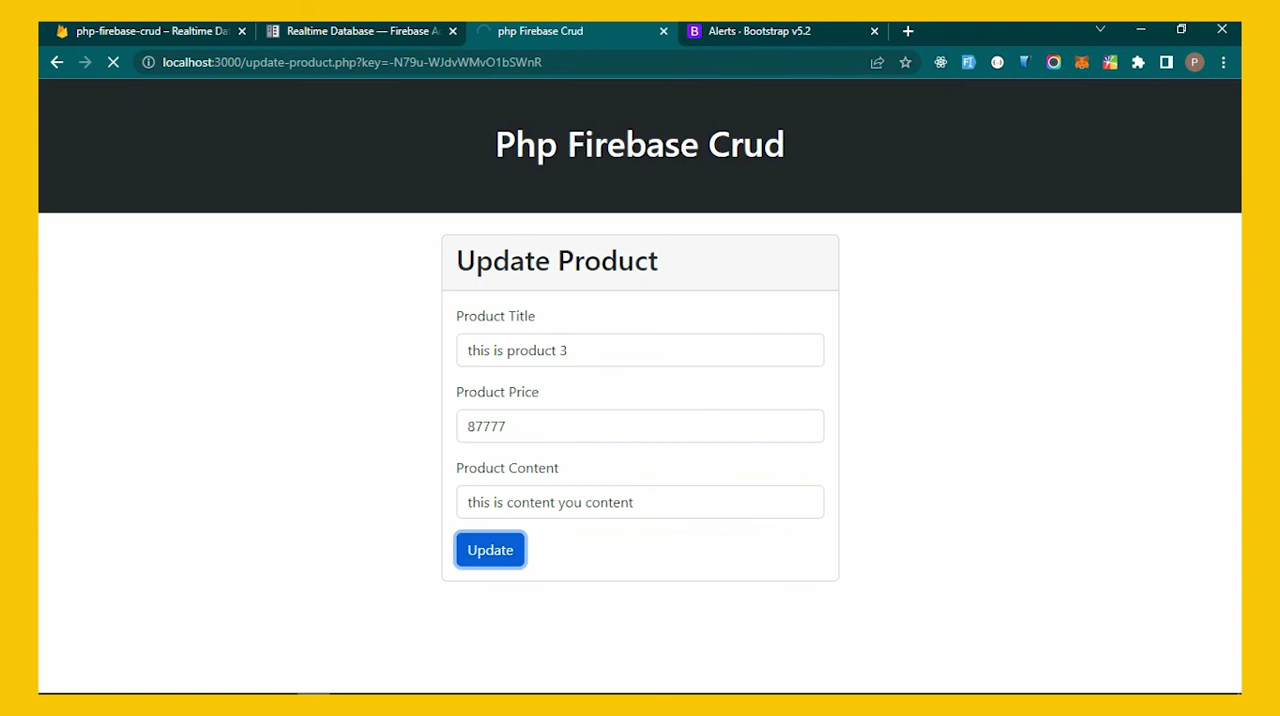 php-firebase-crud – Realtime Da
Realtime Database — Firebase A
php Firebase Crud
Alerts · Bootstrap v5.2
localhost:3000/update-product.php?key=-N79u-WJdvWMvO1bSWnR
P
Php Firebase Crud
Update Product
Product Title
this is product 3
Product Price
87777
Product Content
this is content you content
Update